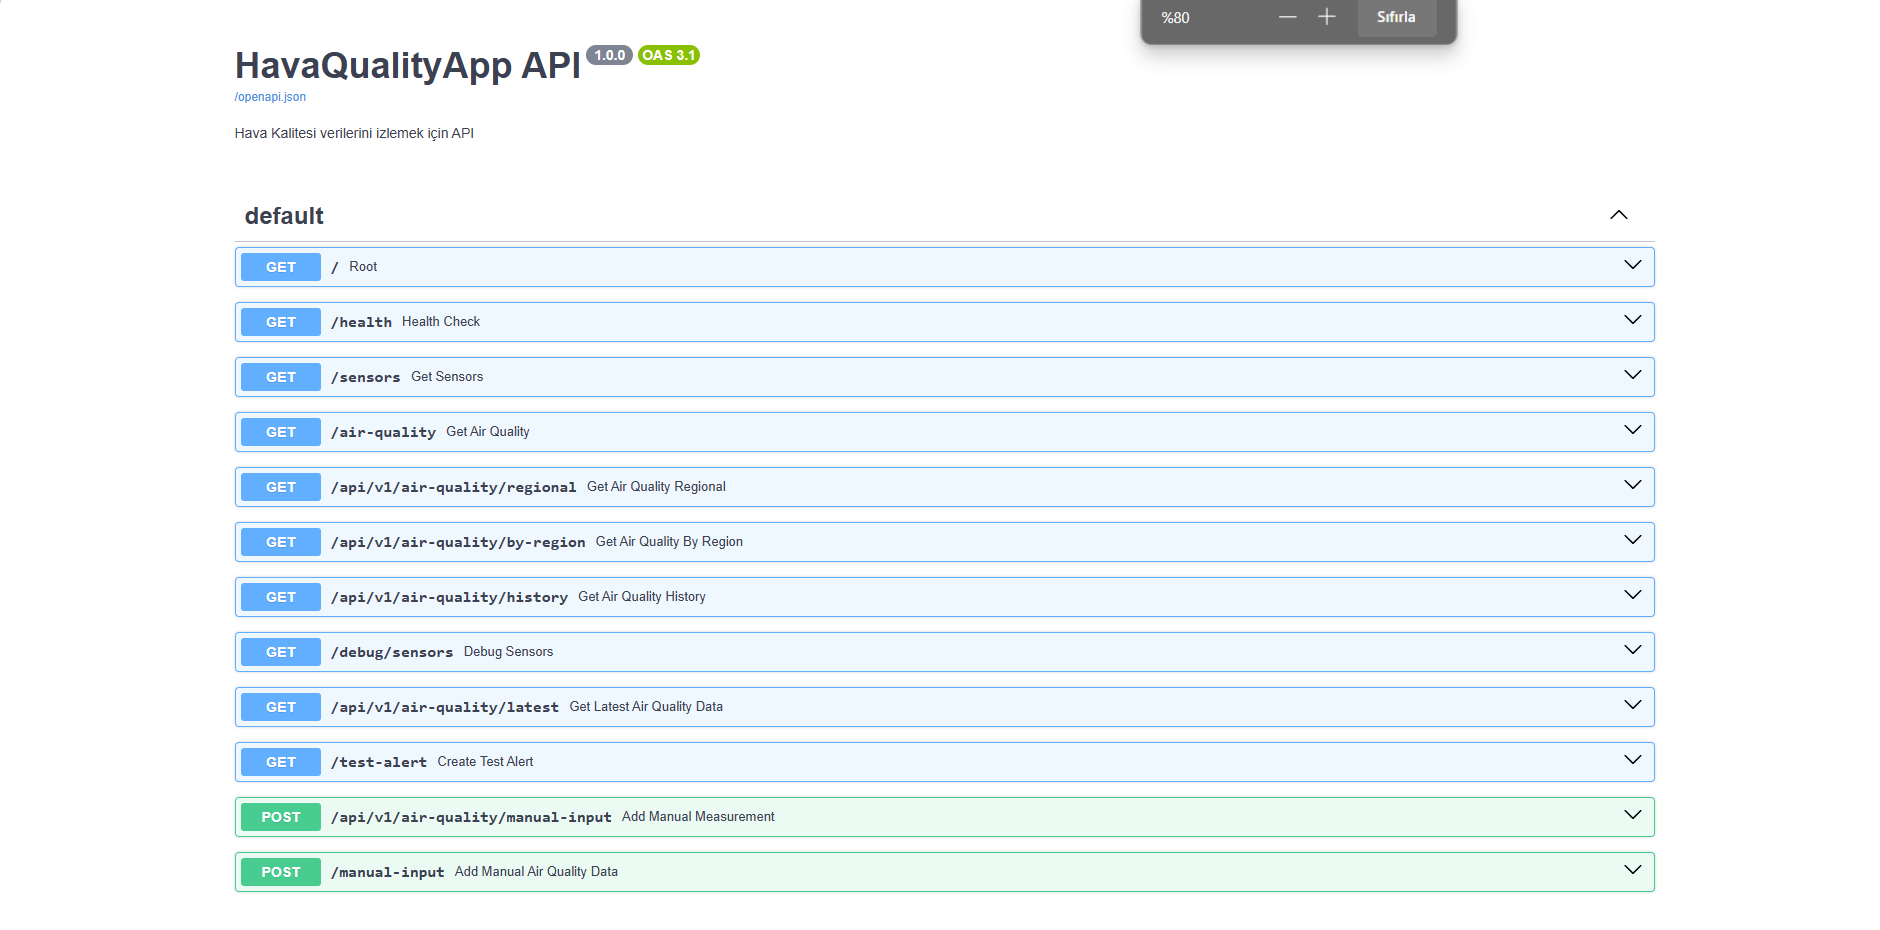 %80 — + Sıfırla
HavaQualityApp API 1.0.0 OAS 3.1
/openapi.json
Hava Kalitesi verilerini izlemek için API
default
GET / Root
GET /health Health Check
GET /sensors Get Sensors
GET /air-quality Get Air Quality
GET /api/v1/air-quality/regional Get Air Quality Regional
GET /api/v1/air-quality/by-region Get Air Quality By Region
GET /api/v1/air-quality/history Get Air Quality History
GET /debug/sensors Debug Sensors
GET /api/v1/air-quality/latest Get Latest Air Quality Data
GET /test-alert Create Test Alert
POST /api/v1/air-quality/manual-input Add Manual Measurement
POST /manual-input Add Manual Air Quality Data